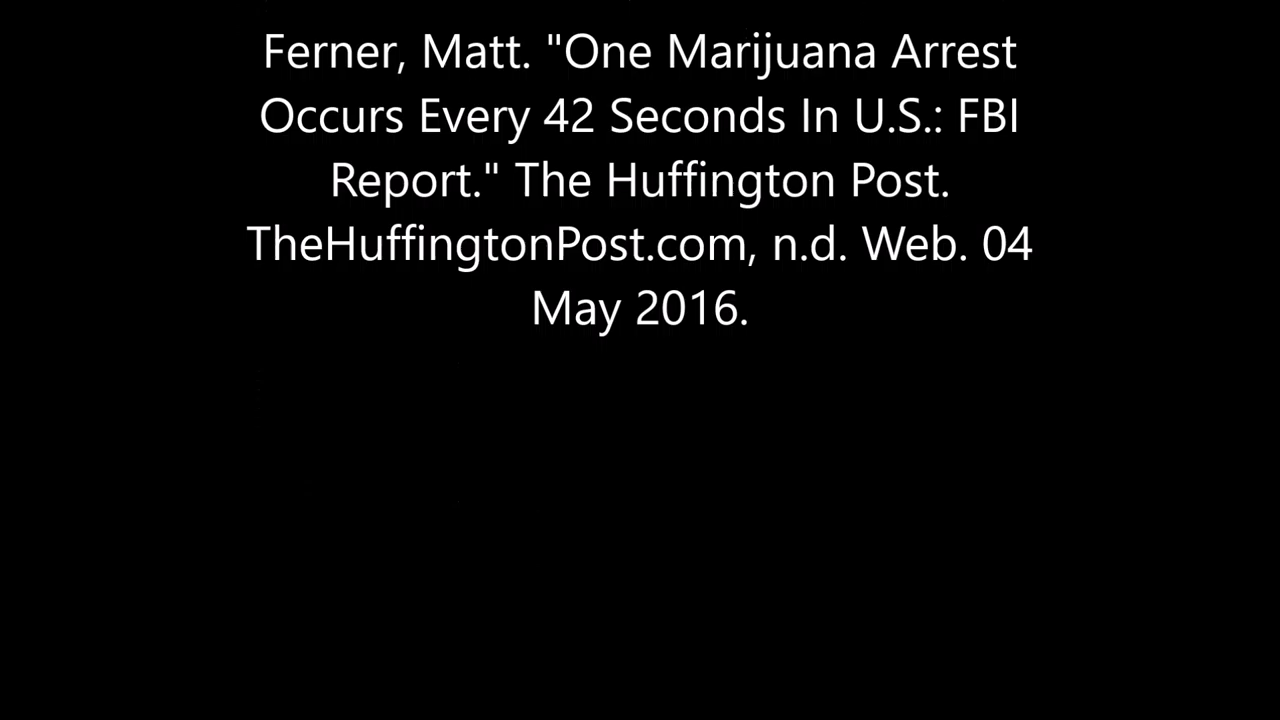 Ferner, Matt. "One Marijuana Arrest
Occurs Every 42 Seconds In U.S.: FBI
Report." The Huffington Post.
TheHuffingtonPost.com, n.d. Web. 04
May 2016.